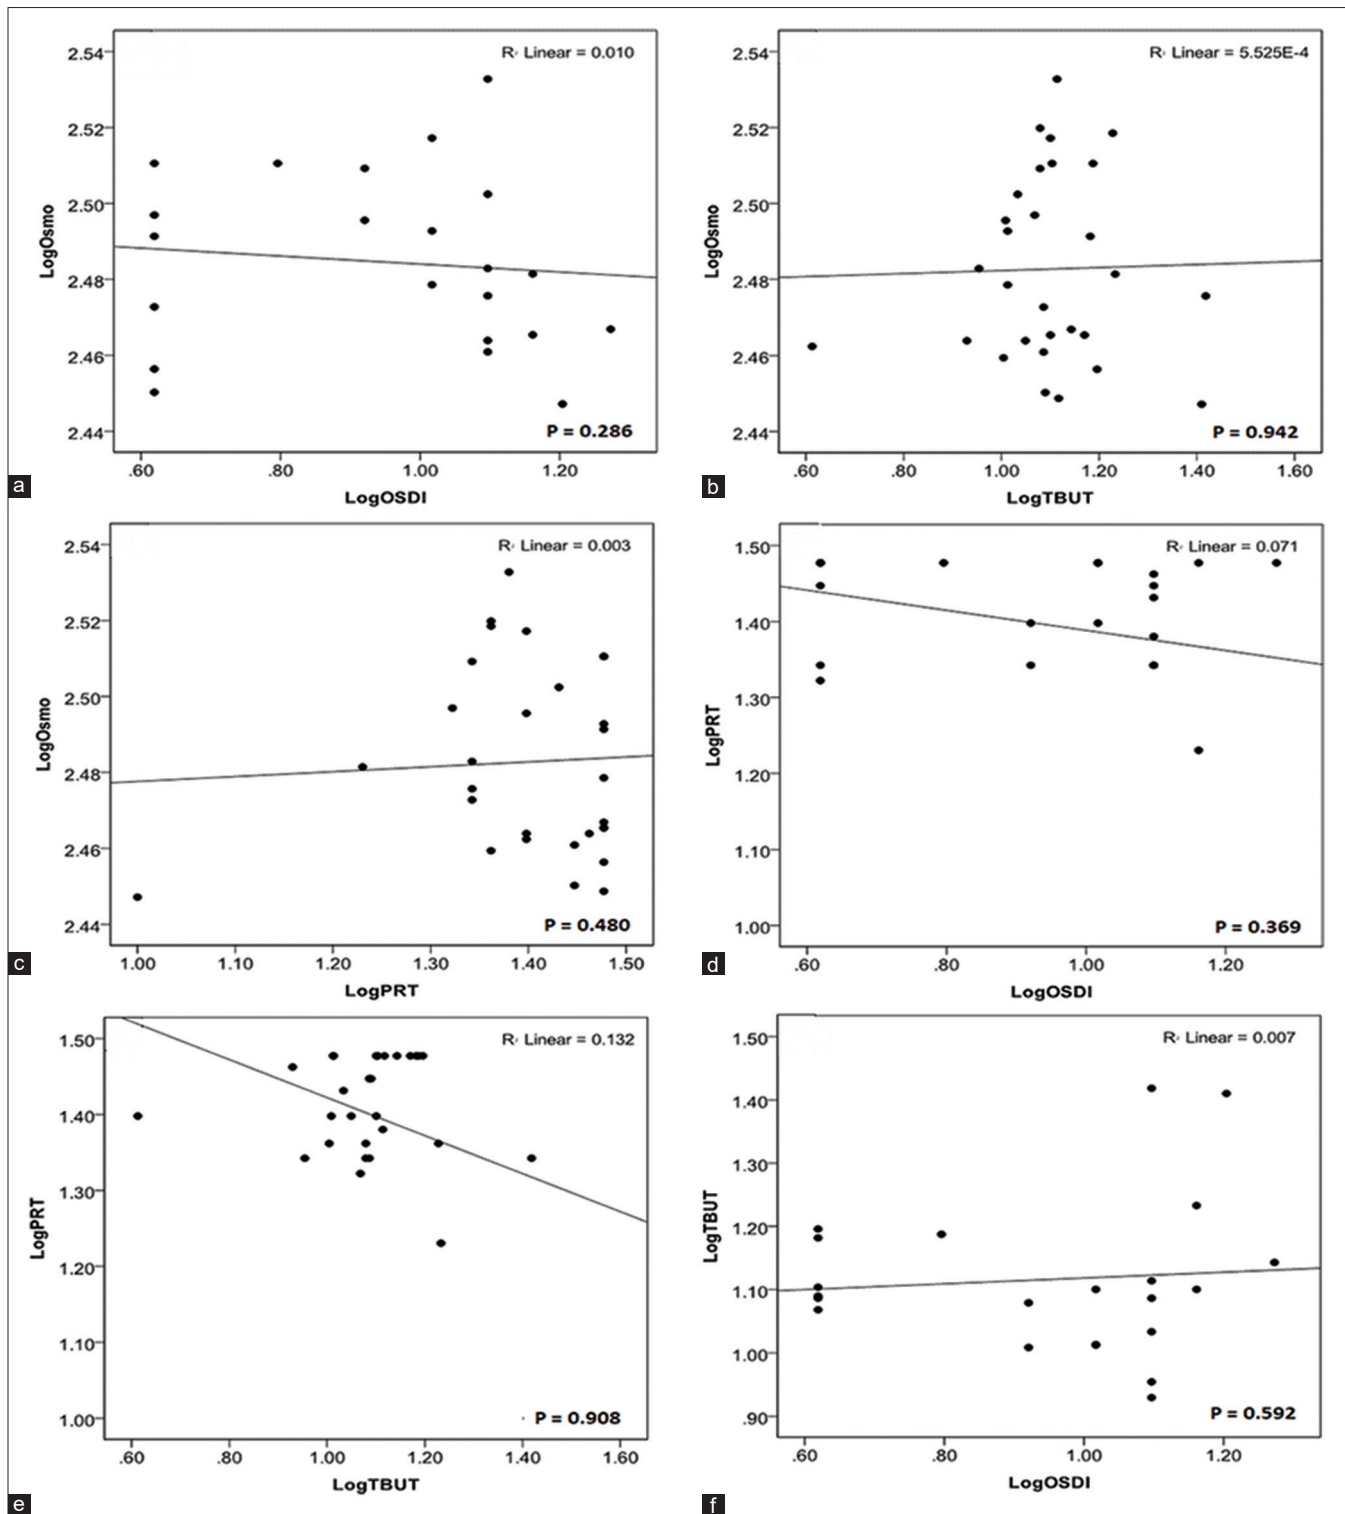 2.54
R² Linear = 0.010
2.52
2.50
LogOsmo
2.48
2.46
2.44
P = 0.286
.60 .80 1.00 1.20
LogOSDI
a
2.54
R² Linear = 5.525E-4
2.52
2.50
LogOsmo
2.48
2.46
2.44
P = 0.942
.60 .80 1.00 1.20 1.40 1.60
LogTBUT
b
2.54
R² Linear = 0.003
2.52
2.50
LogOsmo
2.48
2.46
2.44
P = 0.480
1.00 1.10 1.20 1.30 1.40 1.50
LogPRT
c
1.50
R² Linear = 0.071
1.40
1.30
LogPRT
1.20
1.10
1.00
P = 0.369
.60 .80 1.00 1.20
LogOSDI
d
1.50
R² Linear = 0.132
1.40
1.30
LogPRT
1.20
1.10
1.00
P = 0.908
.60 .80 1.00 1.20 1.40 1.60
LogTBUT
e
1.50
R² Linear = 0.007
1.40
1.30
1.20
LogTBUT
1.10
1.00
.90
P = 0.592
.60 .80 1.00 1.20
LogOSDI
f